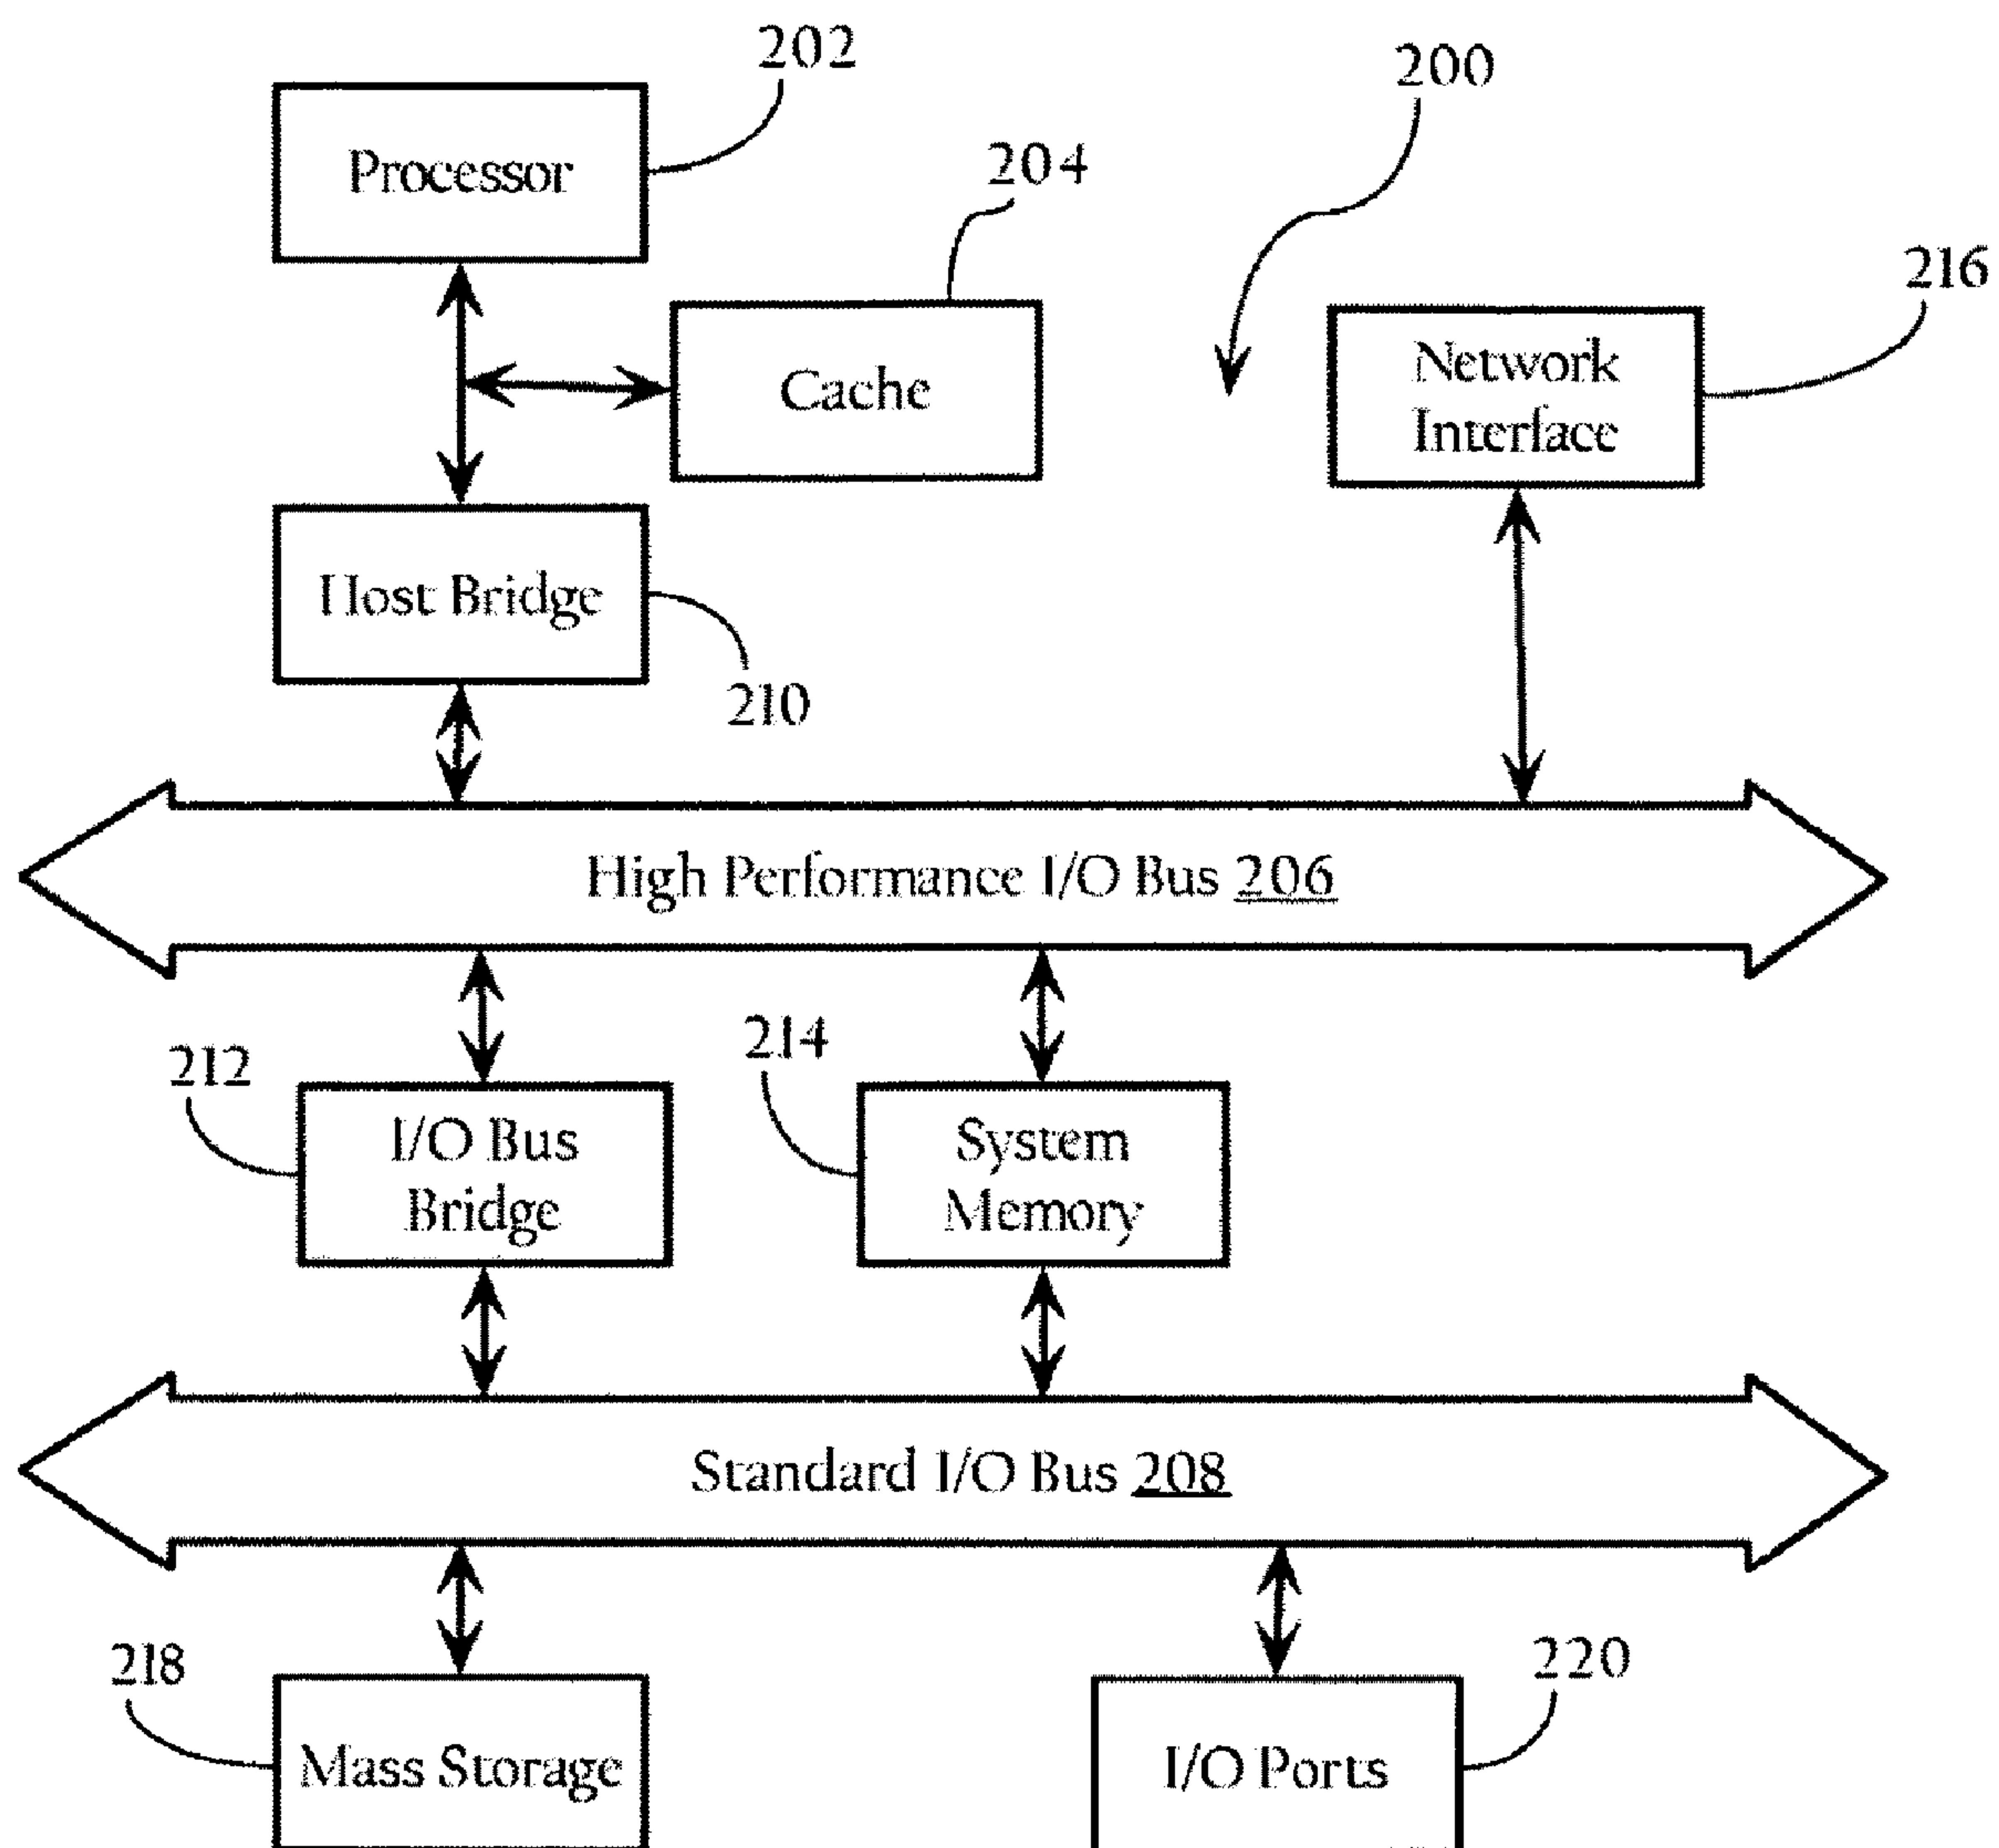 202
200
Processor
204
216
Cache
Network
Interface
Host Bridge
210
High Performance I/O Bus 206
212
214
I/O Bus
Bridge
System
Memory
Standard I/O Bus 208
218
220
Mass Storage
I/O Ports